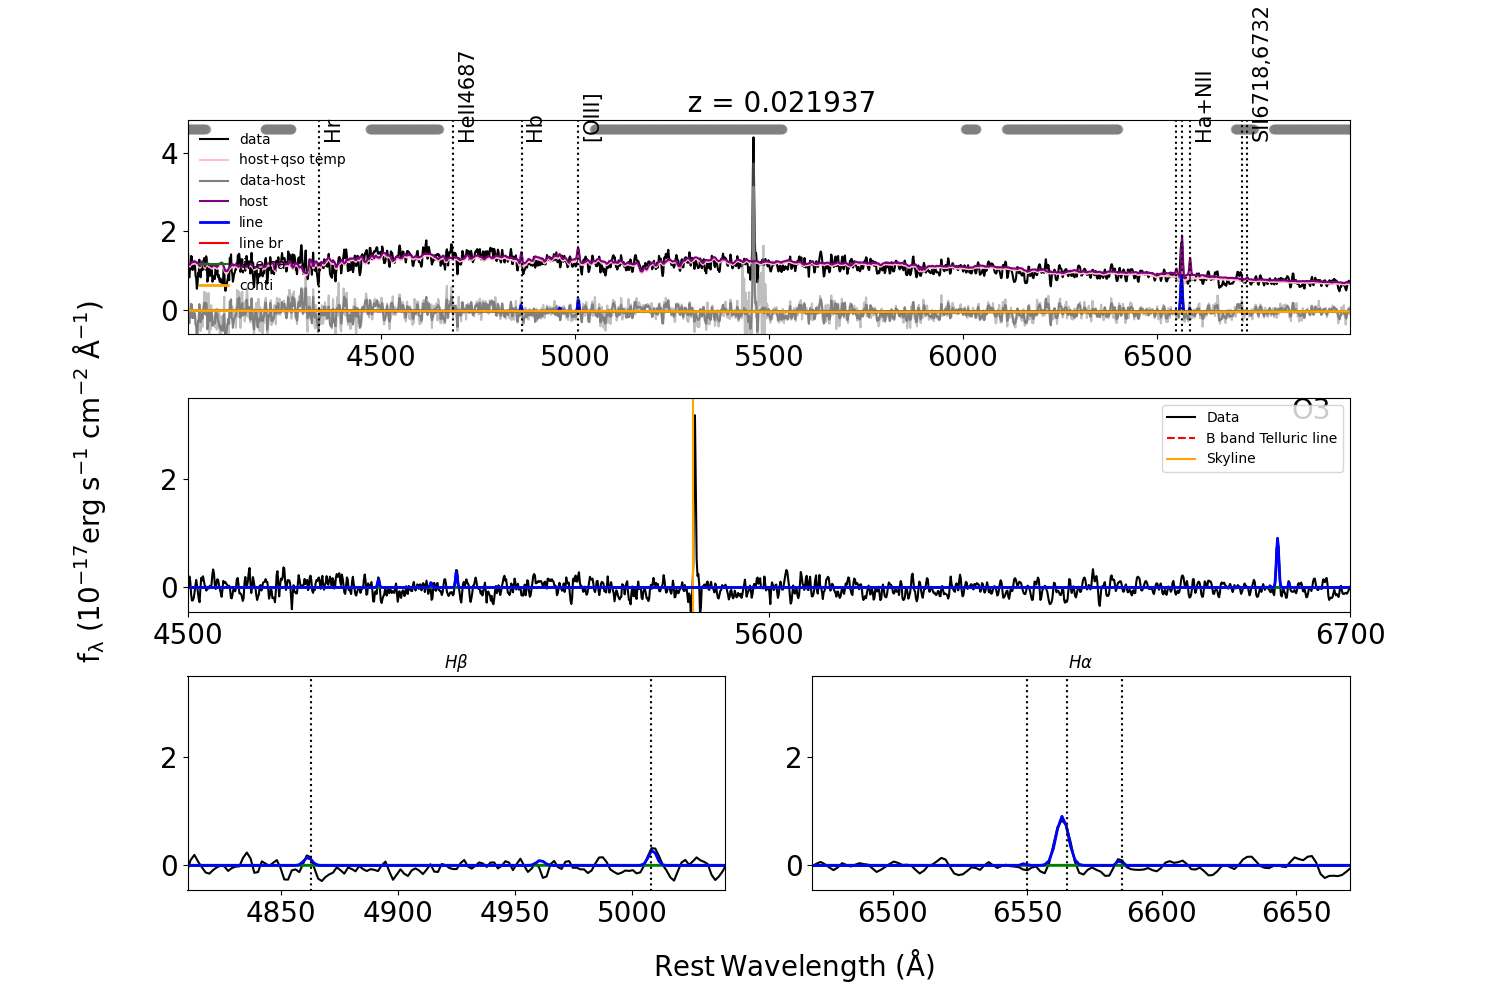 z = 0.021937
Hr
HeII4687
Hb
[OIII]
Ha+NII
SII6718,6732
data
host+qso temp
data-host
host
line
line br
conti
4
2
0
4500
5000
5500
6000
6500
O3
Data
B band Telluric line
Skyline
2
0
4500
5600
6700
fλ (10⁻¹⁷erg s⁻¹ cm⁻² Å⁻¹)
Hβ
2
0
4850
4900
4950
5000
Hα
2
0
6500
6550
6600
6650
Rest Wavelength (Å)